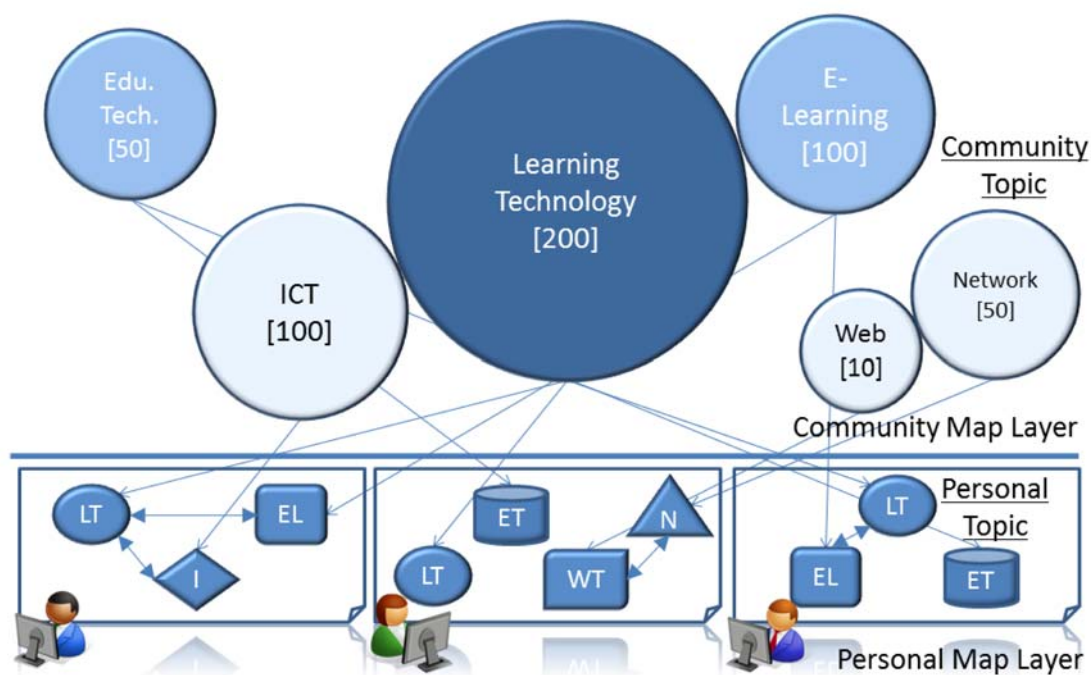 Edu.
Tech.
[50]
Learning
Technology
[200]
E-
Learning
[100]
Community
Topic
ICT
[100]
Web
[10]
Network
[50]
Community Map Layer
LT
EL
I
ET
LT
WT
N
LT
EL
ET
Personal
Topic
Personal Map Layer